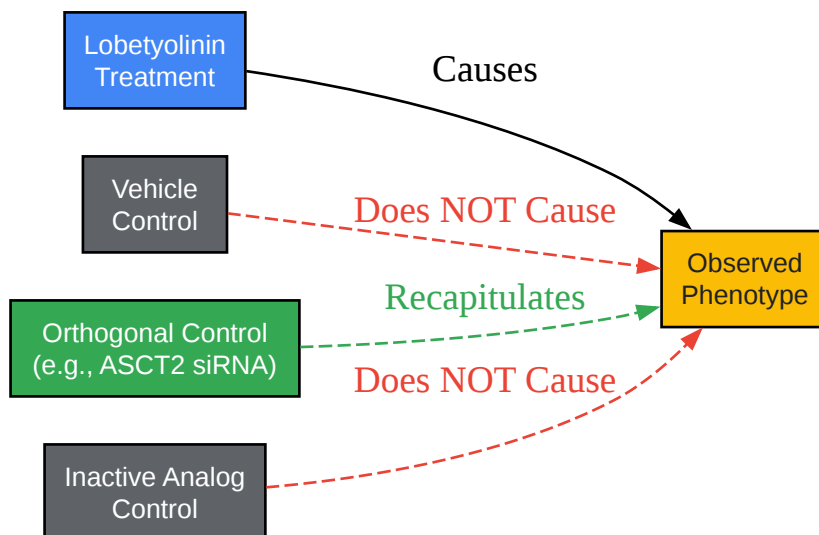 Lobetyolinin
Treatment
Causes
Vehicle
Control
Does NOT Cause
Observed
Phenotype
Recapitulates
Orthogonal Control
(e.g., ASCT2 siRNA)
Does NOT Cause
Inactive Analog
Control